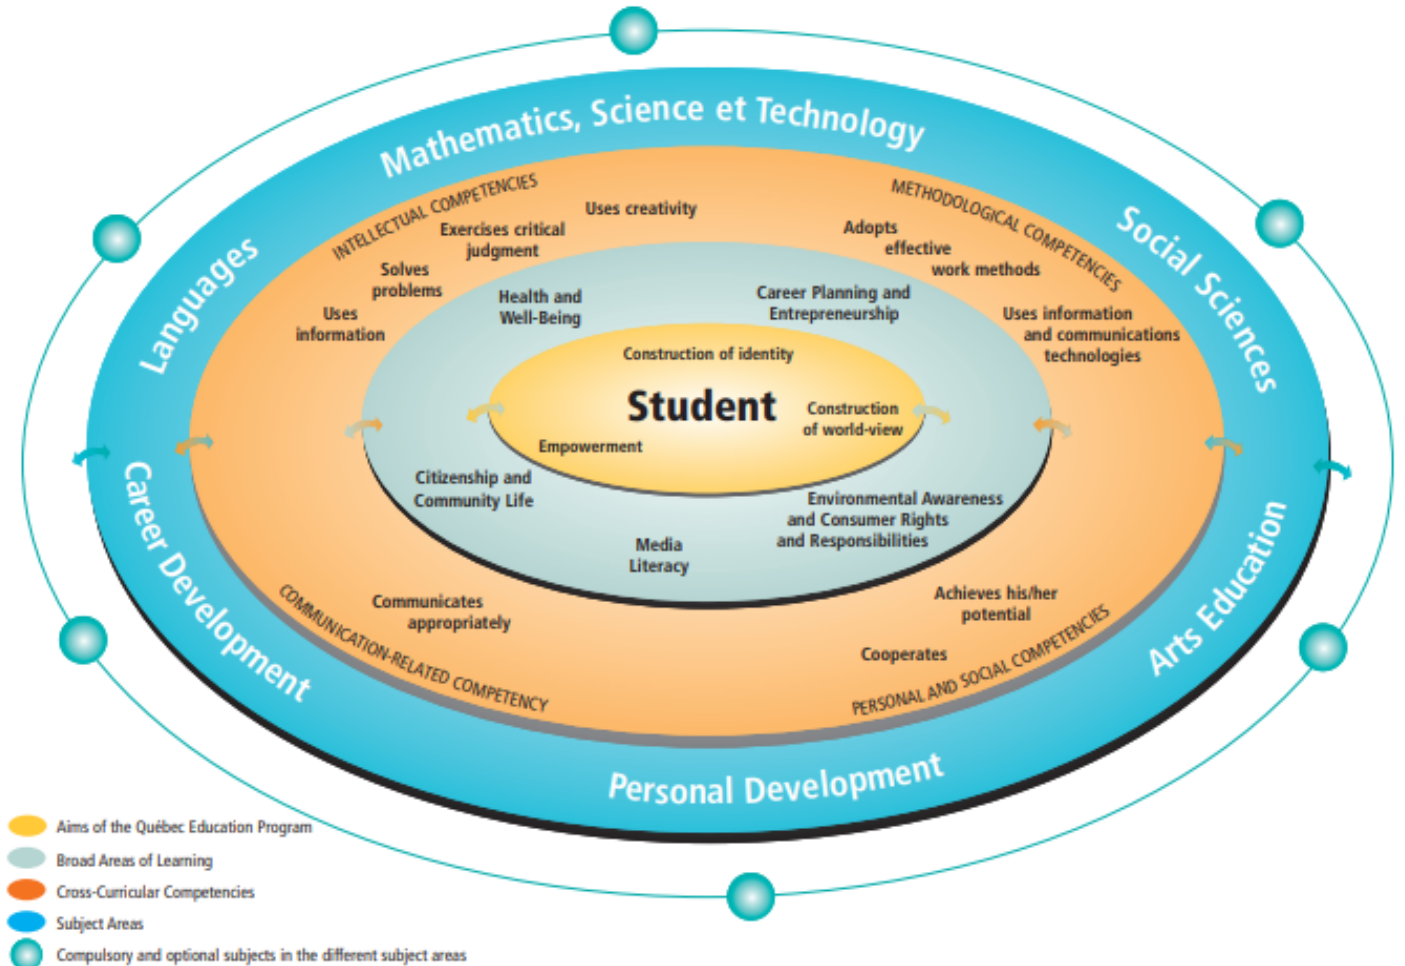 Mathematics, Science et Technology
Languages
Social Sciences
Career Development
Arts Education
Personal Development
INTELLECTUAL COMPETENCIES
Uses creativity
Exercises critical
judgment
Solves
problems
Uses
information
METHODOLOGICAL COMPETENCIES
Adopts
effective
work methods
Uses information
and communications
technologies
Health and
Well-Being
Career Planning and
Entrepreneurship
Construction of identity
Student
Construction
of world-view
Empowerment
Citizenship and
Community Life
Environmental Awareness
and Consumer Rights
and Responsibilities
Media
Literacy
Communicates
appropriately
COMMUNICATION-RELATED COMPETENCY
Achieves his/her
potential
Cooperates
PERSONAL AND SOCIAL COMPETENCIES
Aims of the Québec Education Program
Broad Areas of Learning
Cross-Curricular Competencies
Subject Areas
Compulsory and optional subjects in the different subject areas